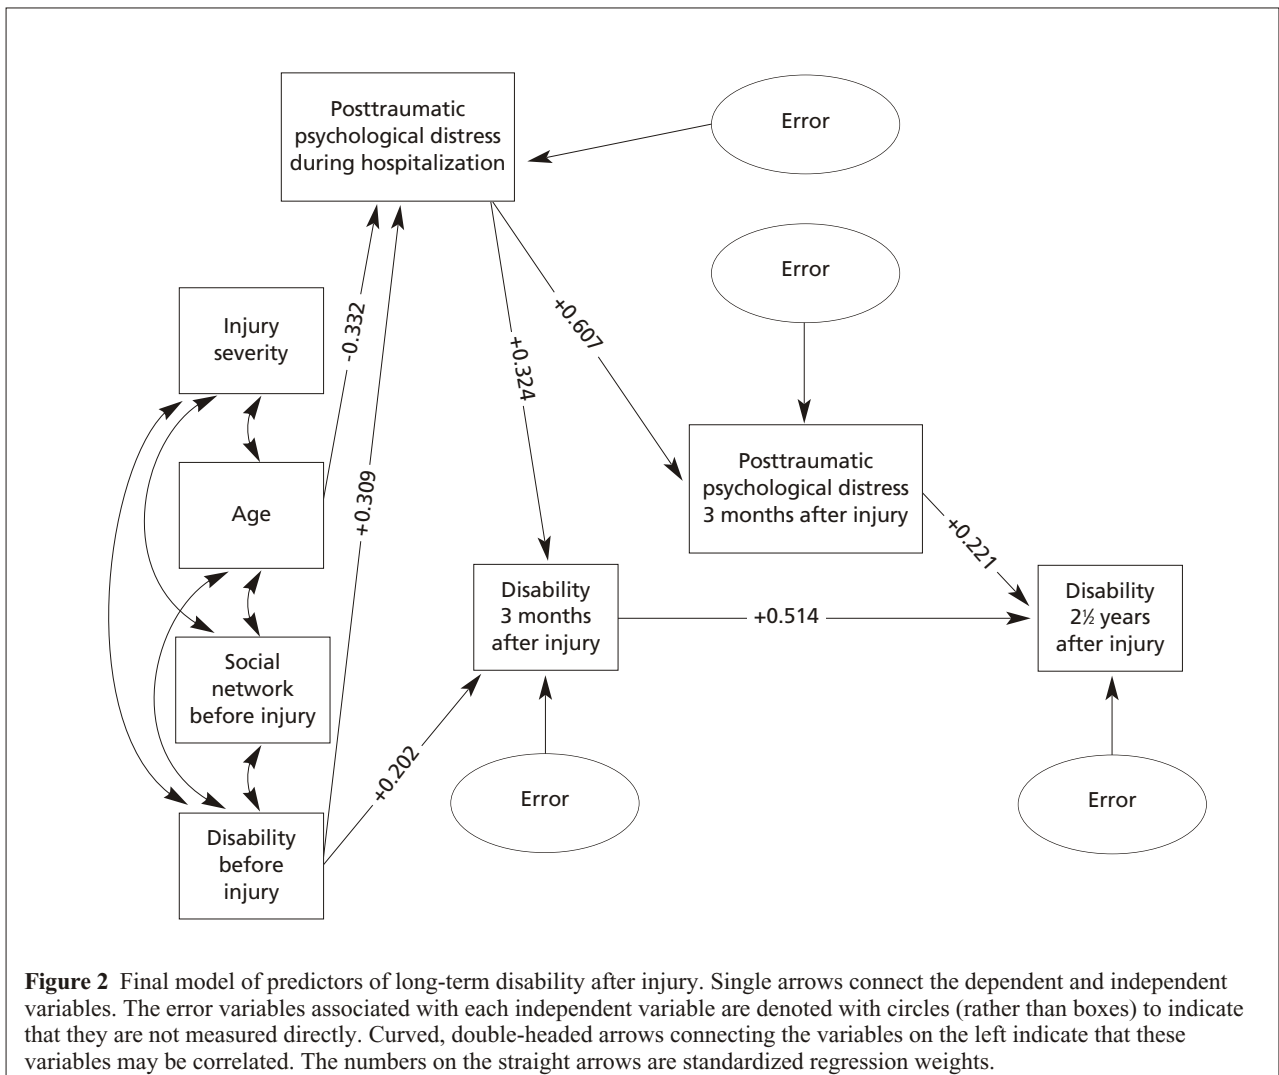 Posttraumatic
psychological distress
during hospitalization
Error
Error
Injury
severity
-0.332
+0.607
+0.324
Age
+0.309
Posttraumatic
psychological distress
3 months after injury
+0.221
Disability
3 months
after injury
+0.514
Disability
2½ years
after injury
Social
network
before injury
+0.202
Error
Error
Disability
before
injury
Figure 2 Final model of predictors of long-term disability after injury. Single arrows connect the dependent and independent
variables. The error variables associated with each independent variable are denoted with circles (rather than boxes) to indicate
that they are not measured directly. Curved, double-headed arrows connecting the variables on the left indicate that these
variables may be correlated. The numbers on the straight arrows are standardized regression weights.